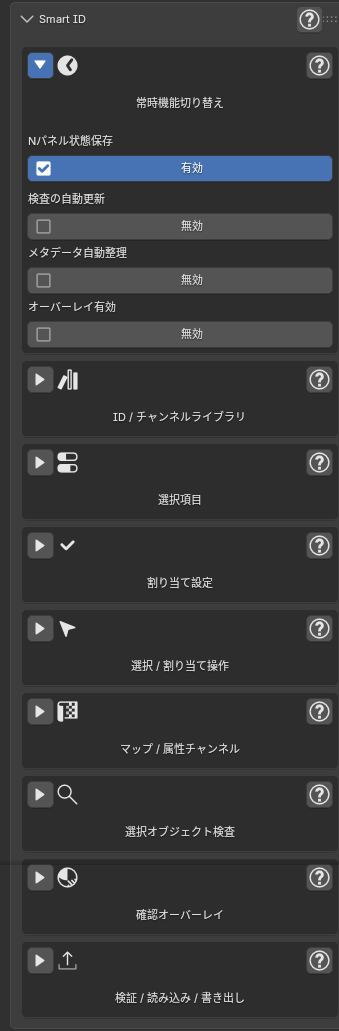 Smart ID
常時機能切り替え
Nパネル状態保存
有効
検査の自動更新
無効
メタデータ自動整理
無効
オーバーレイ有効
無効
ID / チャンネルライブラリ
選択項目
割り当て設定
選択 / 割り当て操作
マップ / 属性チャンネル
選択オブジェクト検査
確認オーバーレイ
検証 / 読み込み / 書き出し